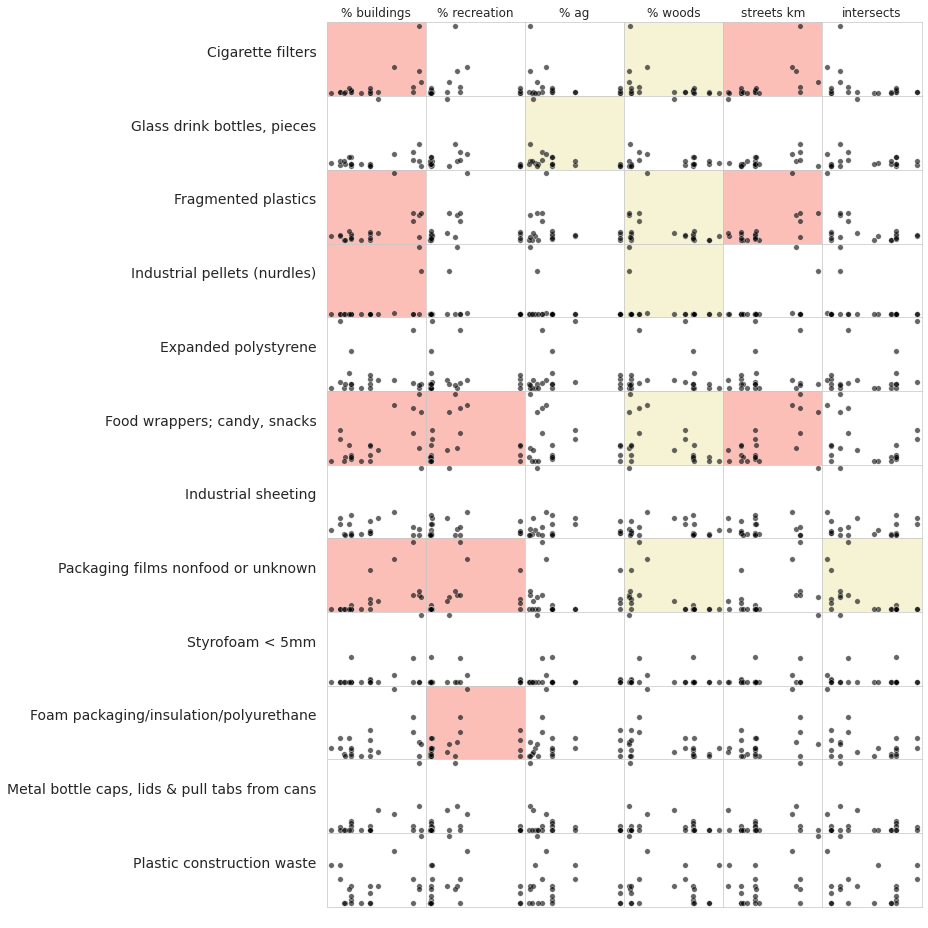 % buildings % recreation % ag % woods streets km intersects
Cigarette filters
Glass drink bottles, pieces
Fragmented plastics
Industrial pellets (nurdles)
Expanded polystyrene
Food wrappers; candy, snacks
Industrial sheeting
Packaging films nonfood or unknown
Styrofoam < 5mm
Foam packaging/insulation/polyurethane
Metal bottle caps, lids & pull tabs from cans
Plastic construction waste